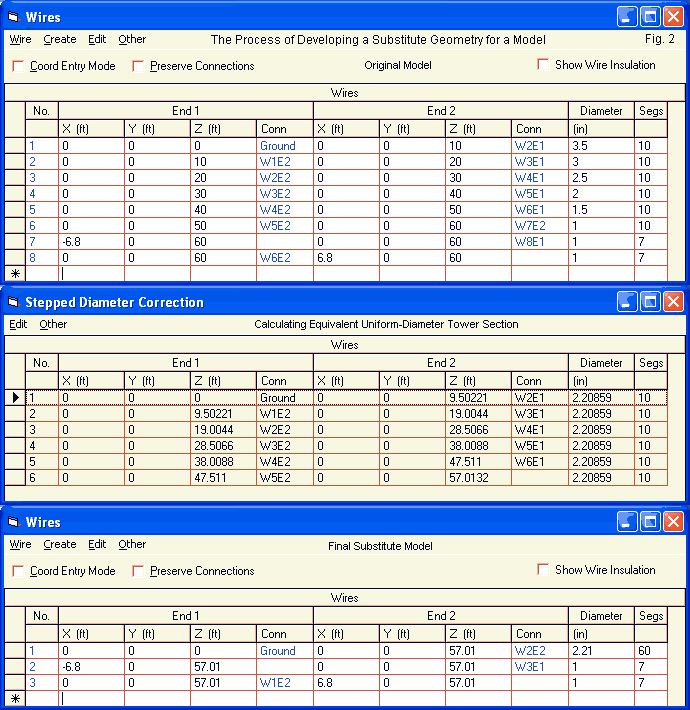 Wires
Wire Create Edit Other The Process of Developing a Substitute Geometry for a Model Fig. 2
Coord Entry Mode Preserve Connections Original Model Show Wire Insulation
Wires
No. End 1 End 2 Diameter Segs
X (ft) Y (ft) Z (ft) Conn X (ft) Y (ft) Z (ft) Conn (in)
1 0 0 0 Ground 0 0 10 W2E1 3.5 10
2 0 0 10 W1E2 0 0 20 W3E1 3 10
3 0 0 20 W2E2 0 0 30 W4E1 2.5 10
4 0 0 30 W3E2 0 0 40 W5E1 2 10
5 0 0 40 W4E2 0 0 50 W6E1 1.5 10
6 0 0 50 W5E2 0 0 60 W7E2 1 10
7 -6.8 0 60 0 0 60 W8E1 1 7
8 0 0 60 W6E2 6.8 0 60 1 7
*
Stepped Diameter Correction
Edit Other Calculating Equivalent Uniform-Diameter Tower Section
Wires
No. End 1 End 2 Diameter Segs
X (ft) Y (ft) Z (ft) Conn X (ft) Y (ft) Z (ft) Conn (in)
1 0 0 0 Ground 0 0 9.50221 W2E1 2.20859 10
2 0 0 9.50221 W1E2 0 0 19.0044 W3E1 2.20859 10
3 0 0 19.0044 W2E2 0 0 28.5066 W4E1 2.20859 10
4 0 0 28.5066 W3E2 0 0 38.0088 W5E1 2.20859 10
5 0 0 38.0088 W4E2 0 0 47.511 W6E1 2.20859 10
6 0 0 47.511 W5E2 0 0 57.0132 2.20859 10
Wires
Wire Create Edit Other Final Substitute Model
Coord Entry Mode Preserve Connections Show Wire Insulation
Wires
No. End 1 End 2 Diameter Segs
X (ft) Y (ft) Z (ft) Conn X (ft) Y (ft) Z (ft) Conn (in)
1 0 0 0 Ground 0 0 57.01 W2E2 2.21 60
2 -6.8 0 57.01 0 0 57.01 W3E1 1 7
3 0 0 57.01 W1E2 6.8 0 57.01 1 7
*